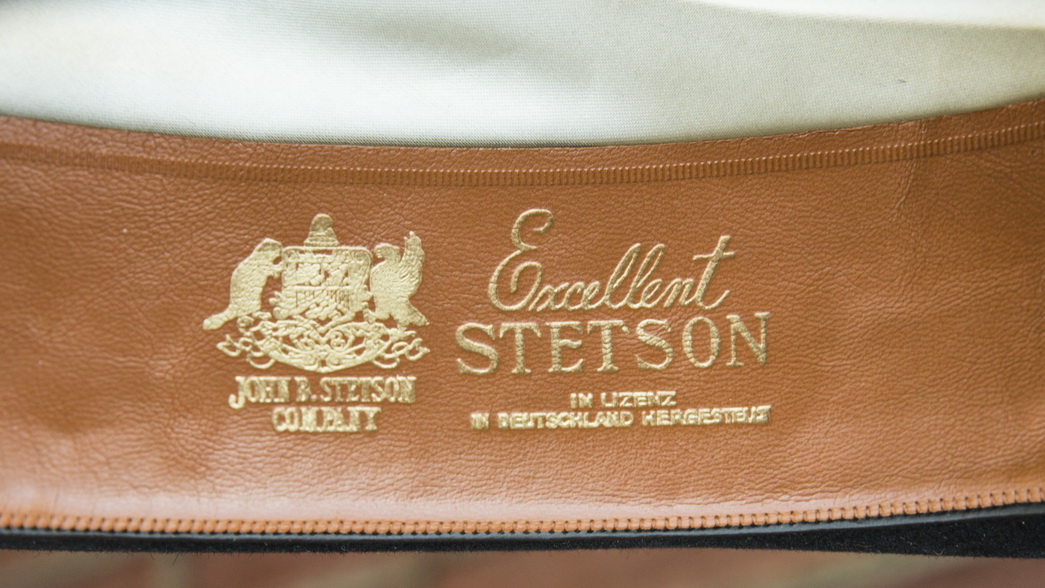 JOHN B. STETSON
COMPANY
Excellent
STETSON
IN LIZENZ
IN DEUTSCHLAND HERGESTELLT